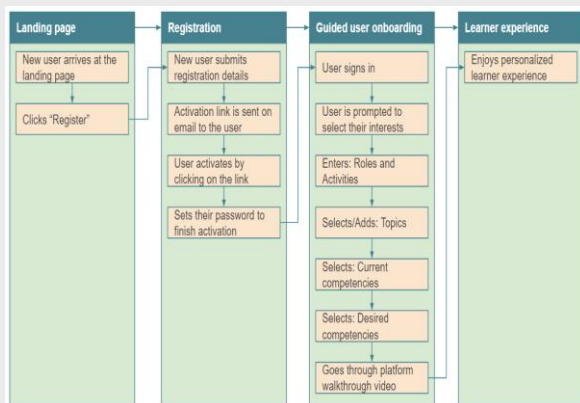 Landing page
New user arrives at the
landing page
Clicks “Register”
Registration
New user submits
registration details
Activation link is sent on
email to the user
User activates by
clicking on the link
Sets their password to
finish activation
Guided user onboarding
User signs in
User is prompted to
select their interests
Enters: Roles and
Activities
Selects/Adds: Topics
Selects: Current
competencies
Selects: Desired
competencies
Goes through platform
walkthrough video
Learner experience
Enjoys personalized
learner experience